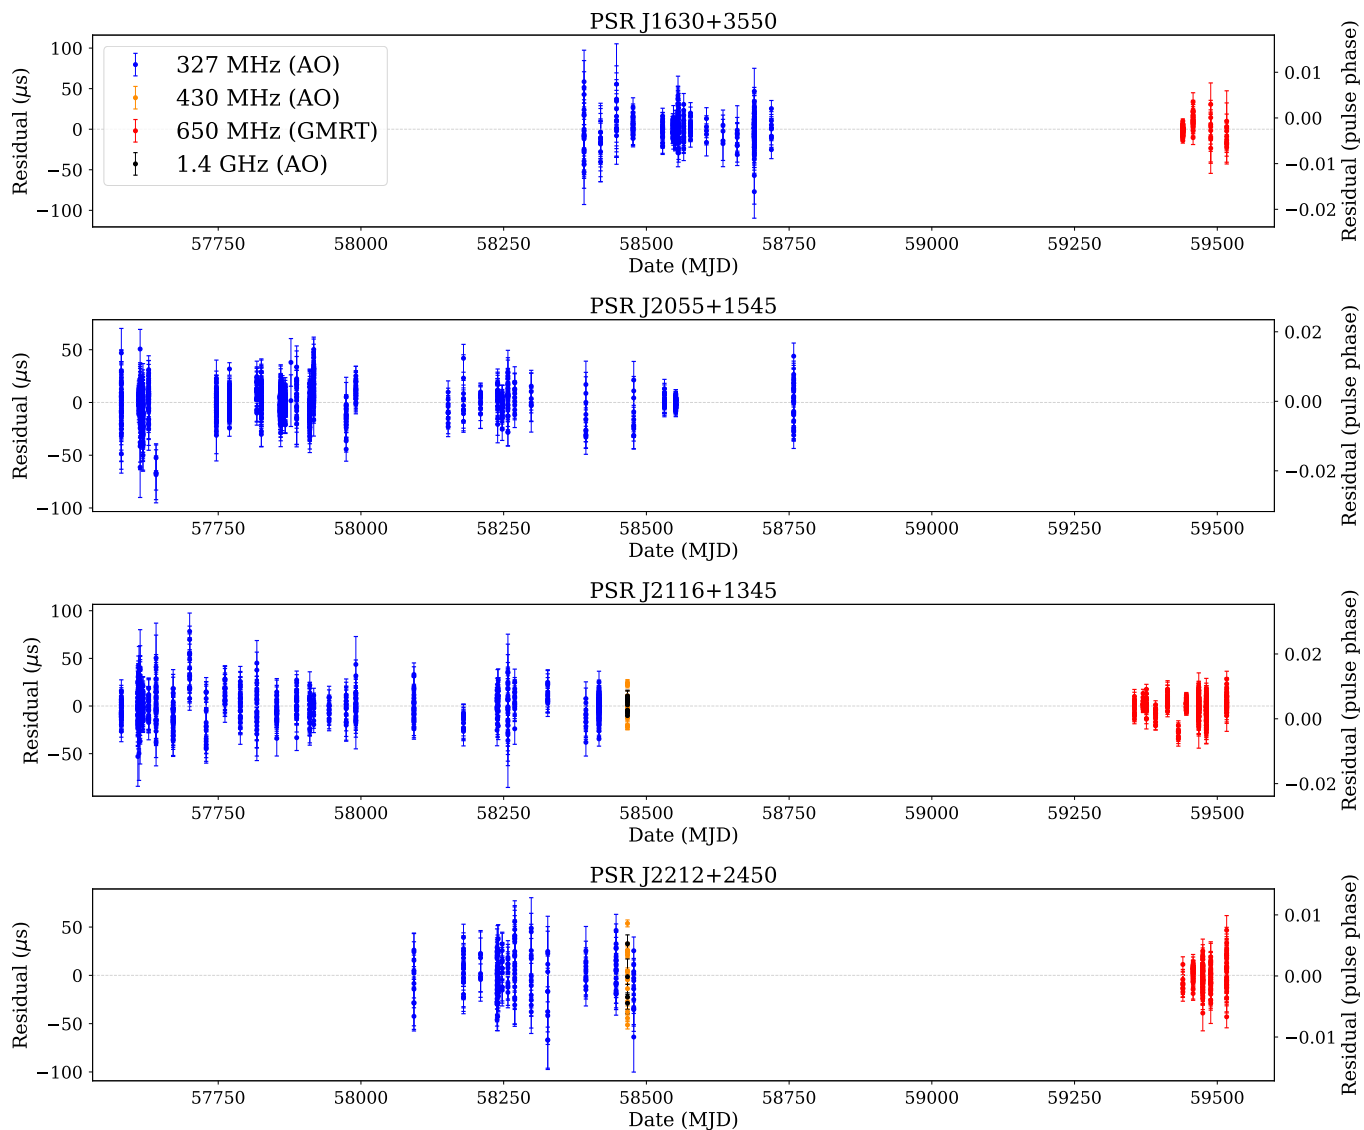 PSR J1630+3550
Residual (μs)
100
50
0
−50
−100
327 MHz (AO)
430 MHz (AO)
650 MHz (GMRT)
1.4 GHz (AO)
0.01
0.00
−0.01
−0.02
Residual (pulse phase)
57750 58000 58250 58500 58750 59000 59250 59500
Date (MJD)
PSR J2055+1545
Residual (μs)
50
0
−50
−100
0.02
0.00
−0.02
Residual (pulse phase)
57750 58000 58250 58500 58750 59000 59250 59500
Date (MJD)
PSR J2116+1345
Residual (μs)
100
50
0
−50
0.02
0.00
−0.02
Residual (pulse phase)
57750 58000 58250 58500 58750 59000 59250 59500
Date (MJD)
PSR J2212+2450
Residual (μs)
50
0
−50
−100
0.01
0.00
−0.01
Residual (pulse phase)
57750 58000 58250 58500 58750 59000 59250 59500
Date (MJD)